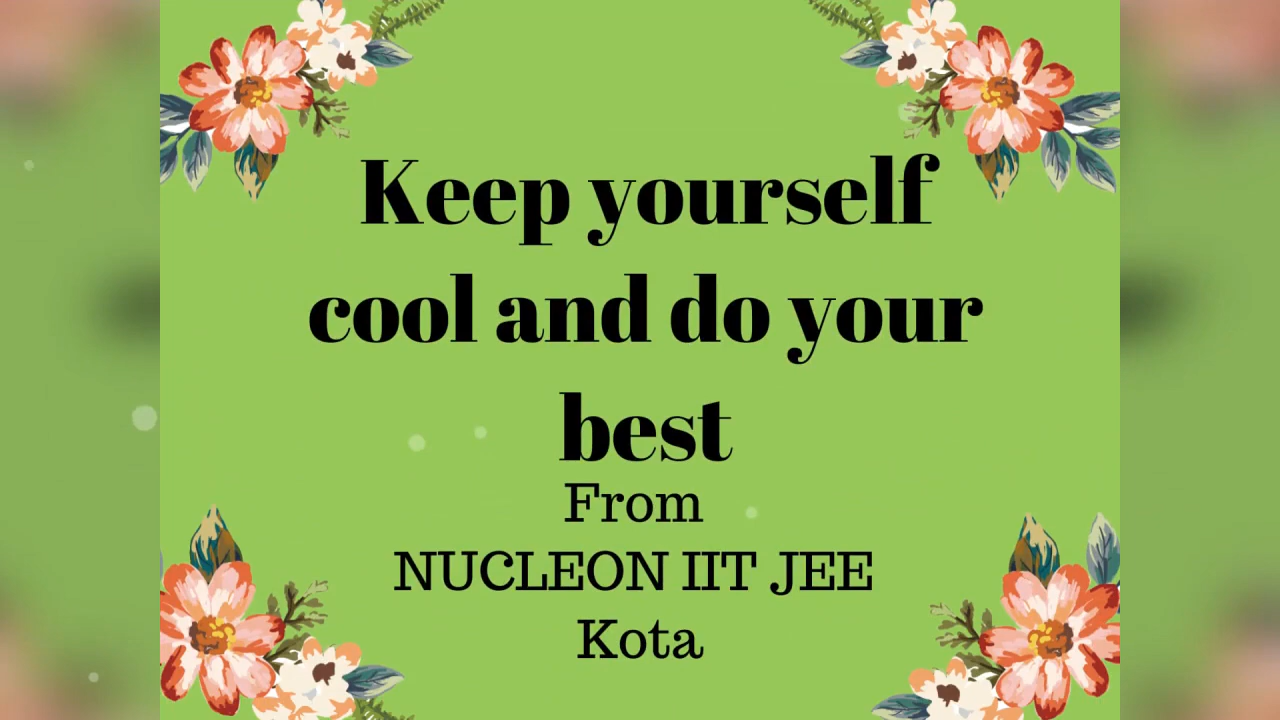 Keep yourself
cool and do your
best
From
NUCLEON IIT JEE
Kota